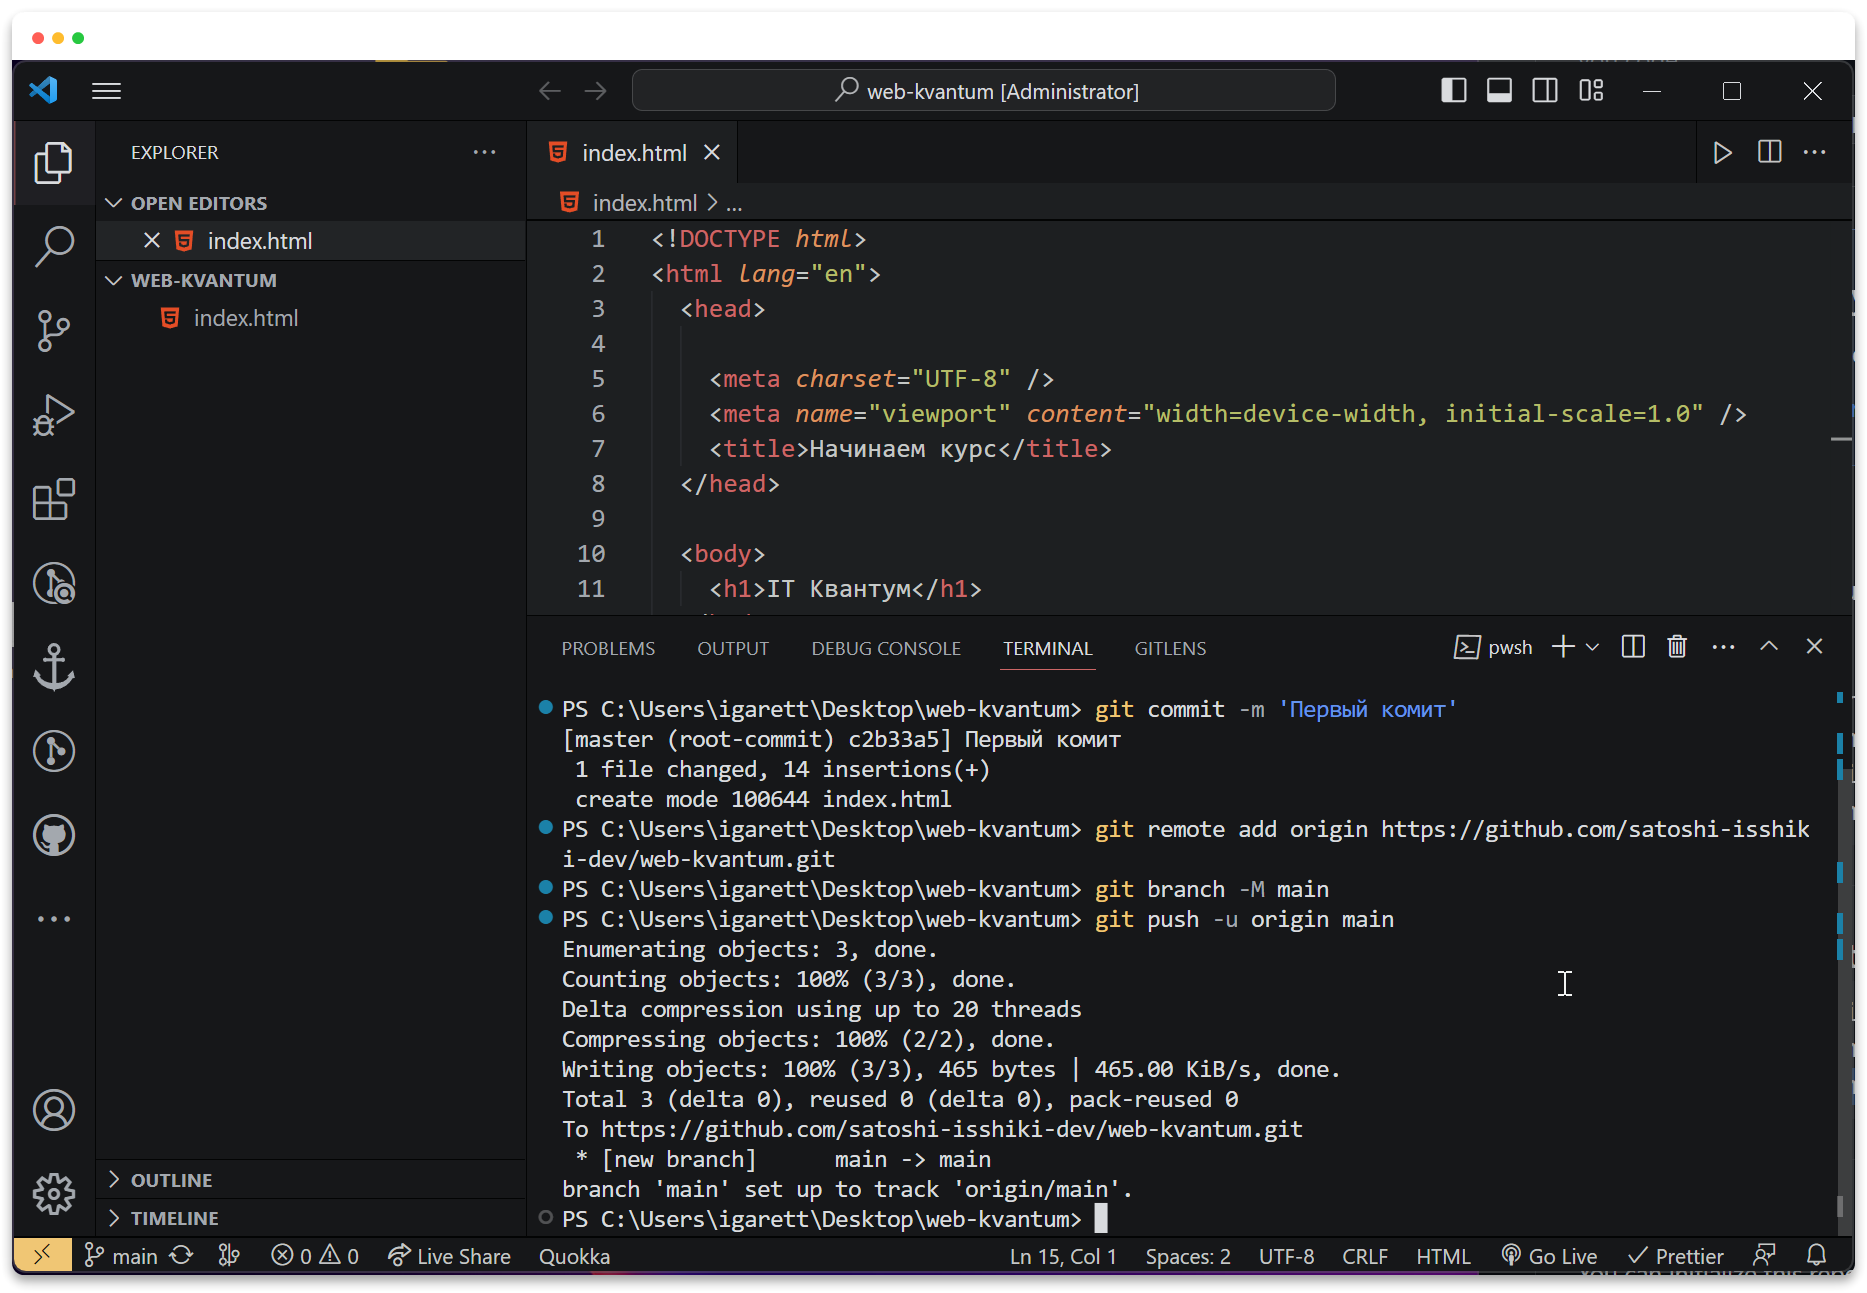 web-kvantum [Administrator]
EXPLORER
OPEN EDITORS
index.html
WEB-KVANTUM
index.html
OUTLINE
TIMELINE
index.html
index.html > ...
1 <!DOCTYPE html>
2 <html lang="en">
3 <head>
4
5 <meta charset="UTF-8" />
6 <meta name="viewport" content="width=device-width, initial-scale=1.0" />
7 <title>Начинаем курс</title>
8 </head>
9
10 <body>
11 <h1>IT Квантум</h1>
PROBLEMS OUTPUT DEBUG CONSOLE TERMINAL GITLENS pwsh
PS C:\Users\igarett\Desktop\web-kvantum> git commit -m 'Первый комит'
[master (root-commit) c2b33a5] Первый комит
1 file changed, 14 insertions(+)
create mode 100644 index.html
PS C:\Users\igarett\Desktop\web-kvantum> git remote add origin https://github.com/satoshi-isshik
i-dev/web-kvantum.git
PS C:\Users\igarett\Desktop\web-kvantum> git branch -M main
PS C:\Users\igarett\Desktop\web-kvantum> git push -u origin main
Enumerating objects: 3, done.
Counting objects: 100% (3/3), done.
Delta compression using up to 20 threads
Compressing objects: 100% (2/2), done.
Writing objects: 100% (3/3), 465 bytes | 465.00 KiB/s, done.
Total 3 (delta 0), reused 0 (delta 0), pack-reused 0
To https://github.com/satoshi-isshiki-dev/web-kvantum.git
* [new branch] main -> main
branch 'main' set up to track 'origin/main'.
PS C:\Users\igarett\Desktop\web-kvantum>
main 0 0 Live Share Quokka Ln 15, Col 1 Spaces: 2 UTF-8 CRLF HTML Go Live Prettier